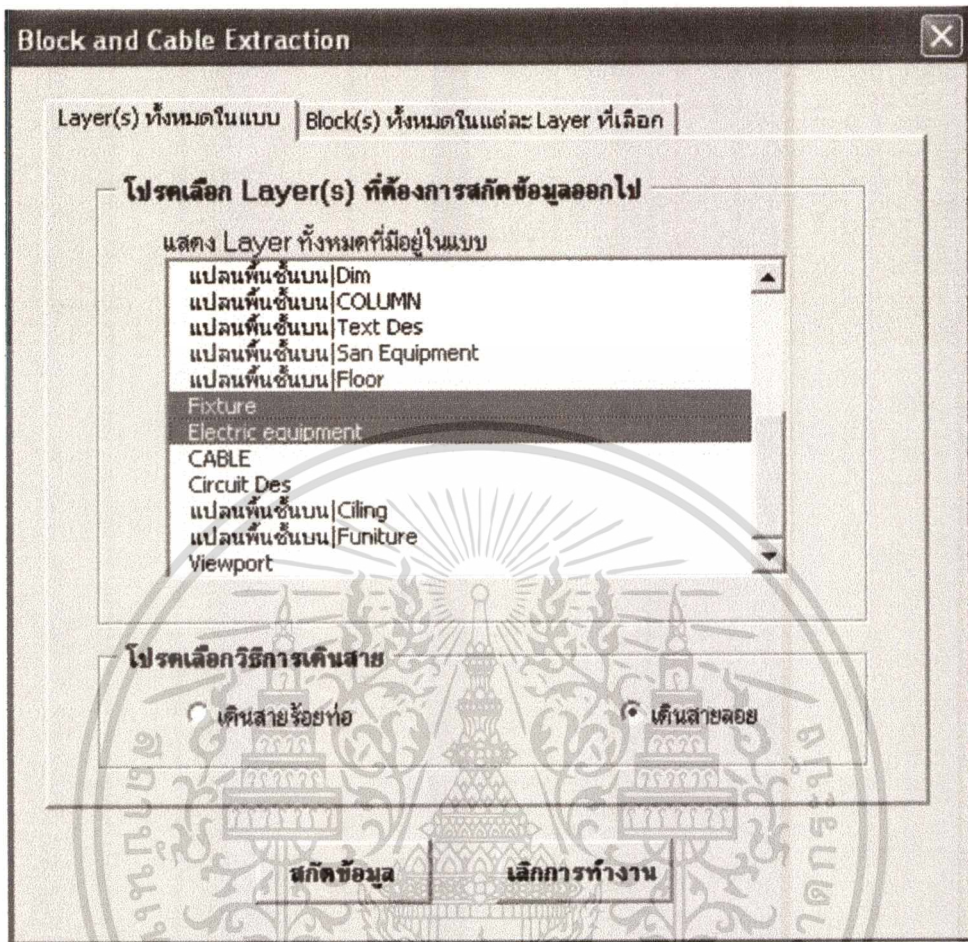 Block and Cable Extraction
Layer(s) ทั้งหมดในแบบ
Block(s) ทั้งหมดในแต่ละ Layer ที่เลือก
โปรดเลือก Layer(s) ที่ต้องการสกัดข้อมูลออกไป
แสดง Layer ทั้งหมดที่มีอยู่ในแบบ
แปลนพื้นชั้นบน|Dim
แปลนพื้นชั้นบน|COLUMN
แปลนพื้นชั้นบน|Text Des
แปลนพื้นชั้นบน|San Equipment
แปลนพื้นชั้นบน|Floor
Fixture
Electric equipment
CABLE
Circuit Des
แปลนพื้นชั้นบน|Ciling
แปลนพื้นชั้นบน|Funiture
Viewport
โปรดเลือกวิธีการเดินสาย
เดินสายร้อยท่อ
เดินสายลอย
สกัดข้อมูล
เลิกการทำงาน